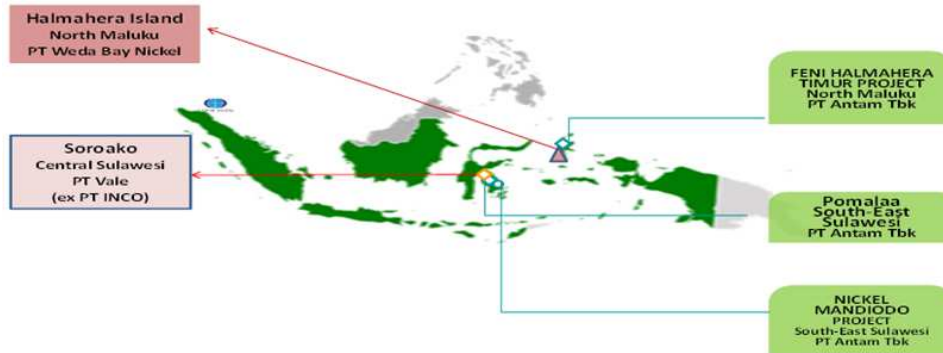 Halmahera Island
North Maluku
PT Weda Bay Nickel
Soroako
Central Sulawesi
PT Vale
(ex PT INCO)
FENI HALMAHERA
TIMUR PROJECT
North Maluku
PT Antam Tbk
Pomalaa
South-East
Sulawesi
PT Antam Tbk
NICKEL
MANDIODO
PROJECT
South-East Sulawesi
PT Antam Tbk